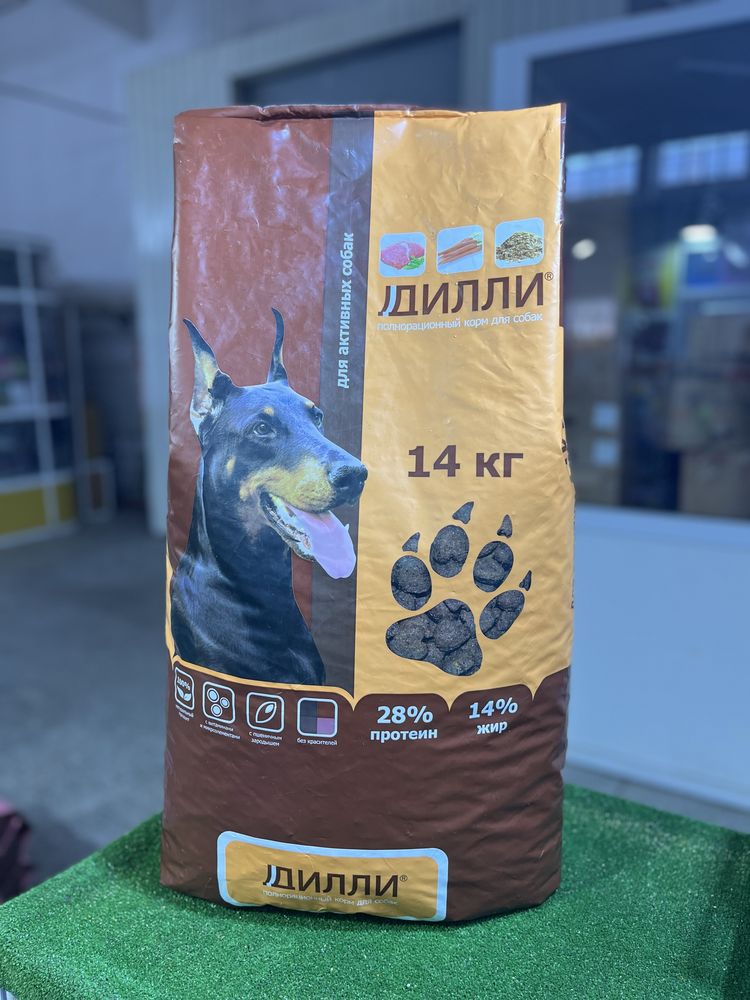 для активных собак
ДИЛЛИ®
полнорационный корм для собак
14 кг
100%
с витаминами
и микроэлементами
с пшеничным
зародышем
без красителей
28%
протеин
14%
жир
ДИЛЛИ®
полнорационный корм для собак